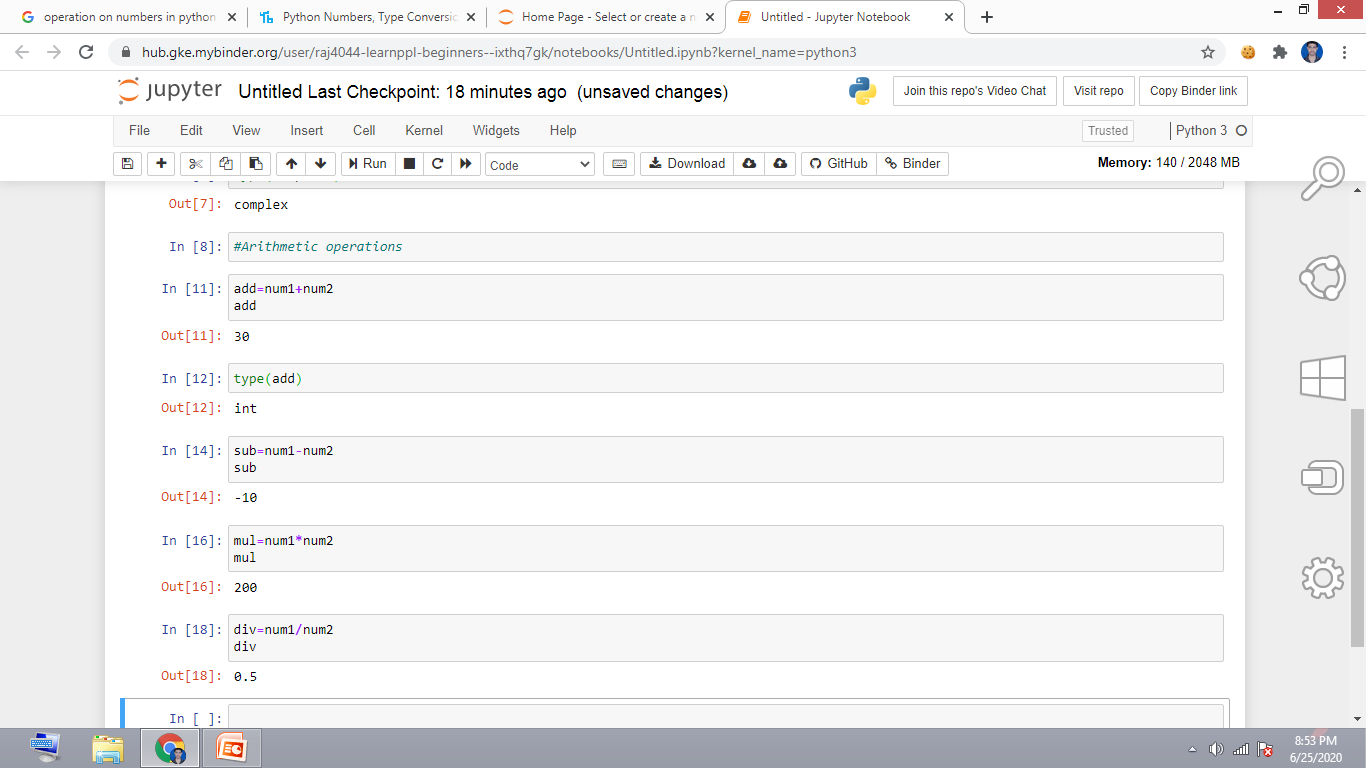 operation on numbers in python
Python Numbers, Type Conversic
Home Page - Select or create a n
Untitled - Jupyter Notebook
hub.gke.mybinder.org/user/raj4044-learnppl-beginners--ixthq7gk/notebooks/Untitled.ipynb?kernel_name=python3
jupyter Untitled Last Checkpoint: 18 minutes ago (unsaved changes)
Join this repo's Video Chat
Visit repo
Copy Binder link
File Edit View Insert Cell Kernel Widgets Help
Trusted
Python 3
Run
Code
Download
GitHub
Binder
Memory: 140 / 2048 MB
Out[7]: complex
In [8]: #Arithmetic operations
In [11]: add=num1+num2
add
Out[11]: 30
In [12]: type(add)
Out[12]: int
In [14]: sub=num1-num2
sub
Out[14]: -10
In [16]: mul=num1*num2
mul
Out[16]: 200
In [18]: div=num1/num2
div
Out[18]: 0.5
In [ ]:
8:53 PM
6/25/2020